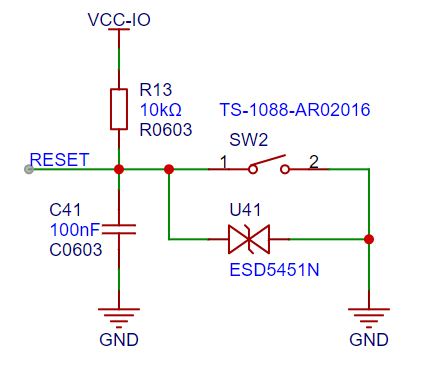 VCC-IO
R13
10kΩ
R0603
TS-1088-AR02016
SW2
1
2
RESET
C41
100nF
C0603
U41
ESD5451N
GND
GND